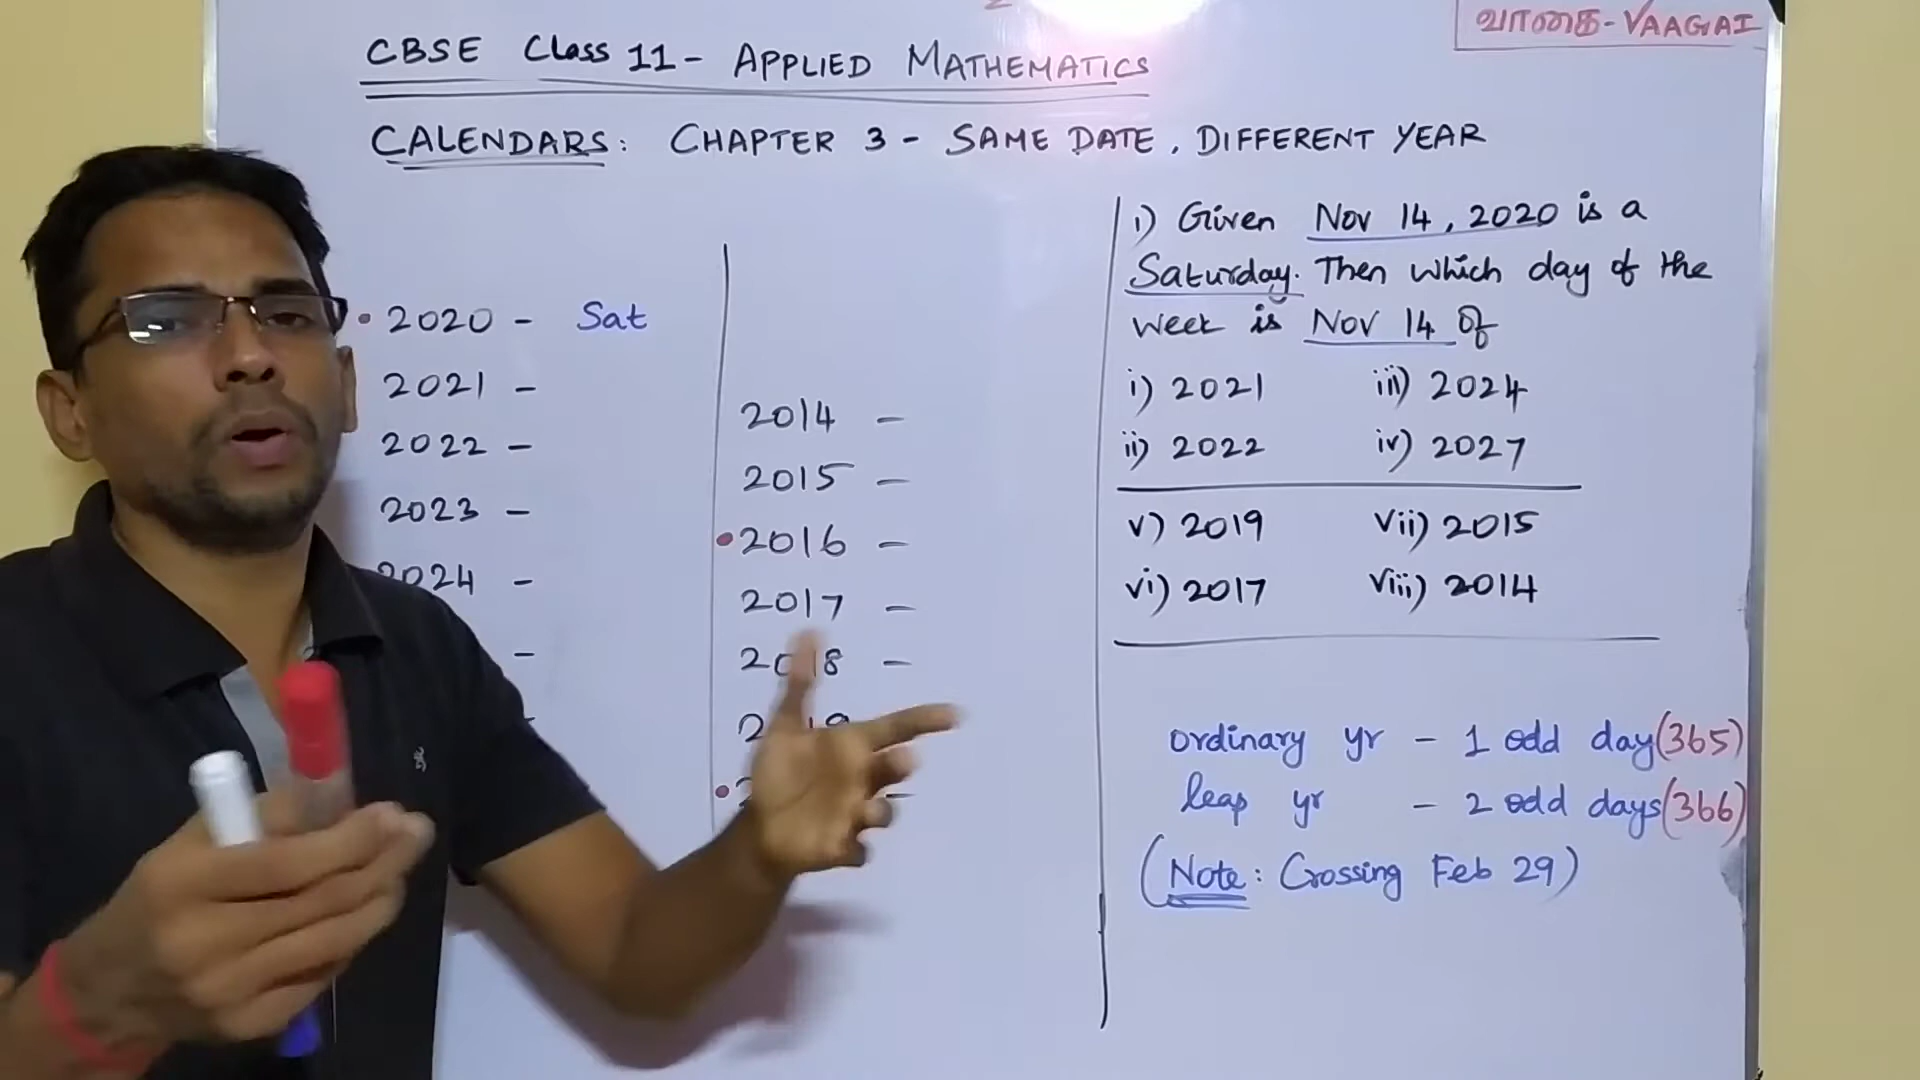 வாகை-VAAGAI
CBSE Class 11 - APPLIED MATHEMATICS
CALENDARS: CHAPTER 3 - SAME DATE, DIFFERENT YEAR
2020 - Sat
2021 -
2022 -
2023 -
2024 -
2014 -
2015 -
2016 -
2017 -
2018 -
1) Given Nov 14, 2020 is a
Saturday. Then which day of the
week is Nov 14 of
i) 2021 iii) 2024
ii) 2022 iv) 2027
v) 2019 vii) 2015
vi) 2017 viii) 2014
ordinary yr - 1 odd day (365)
leap yr - 2 odd days (366)
(Note: Crossing Feb 29)